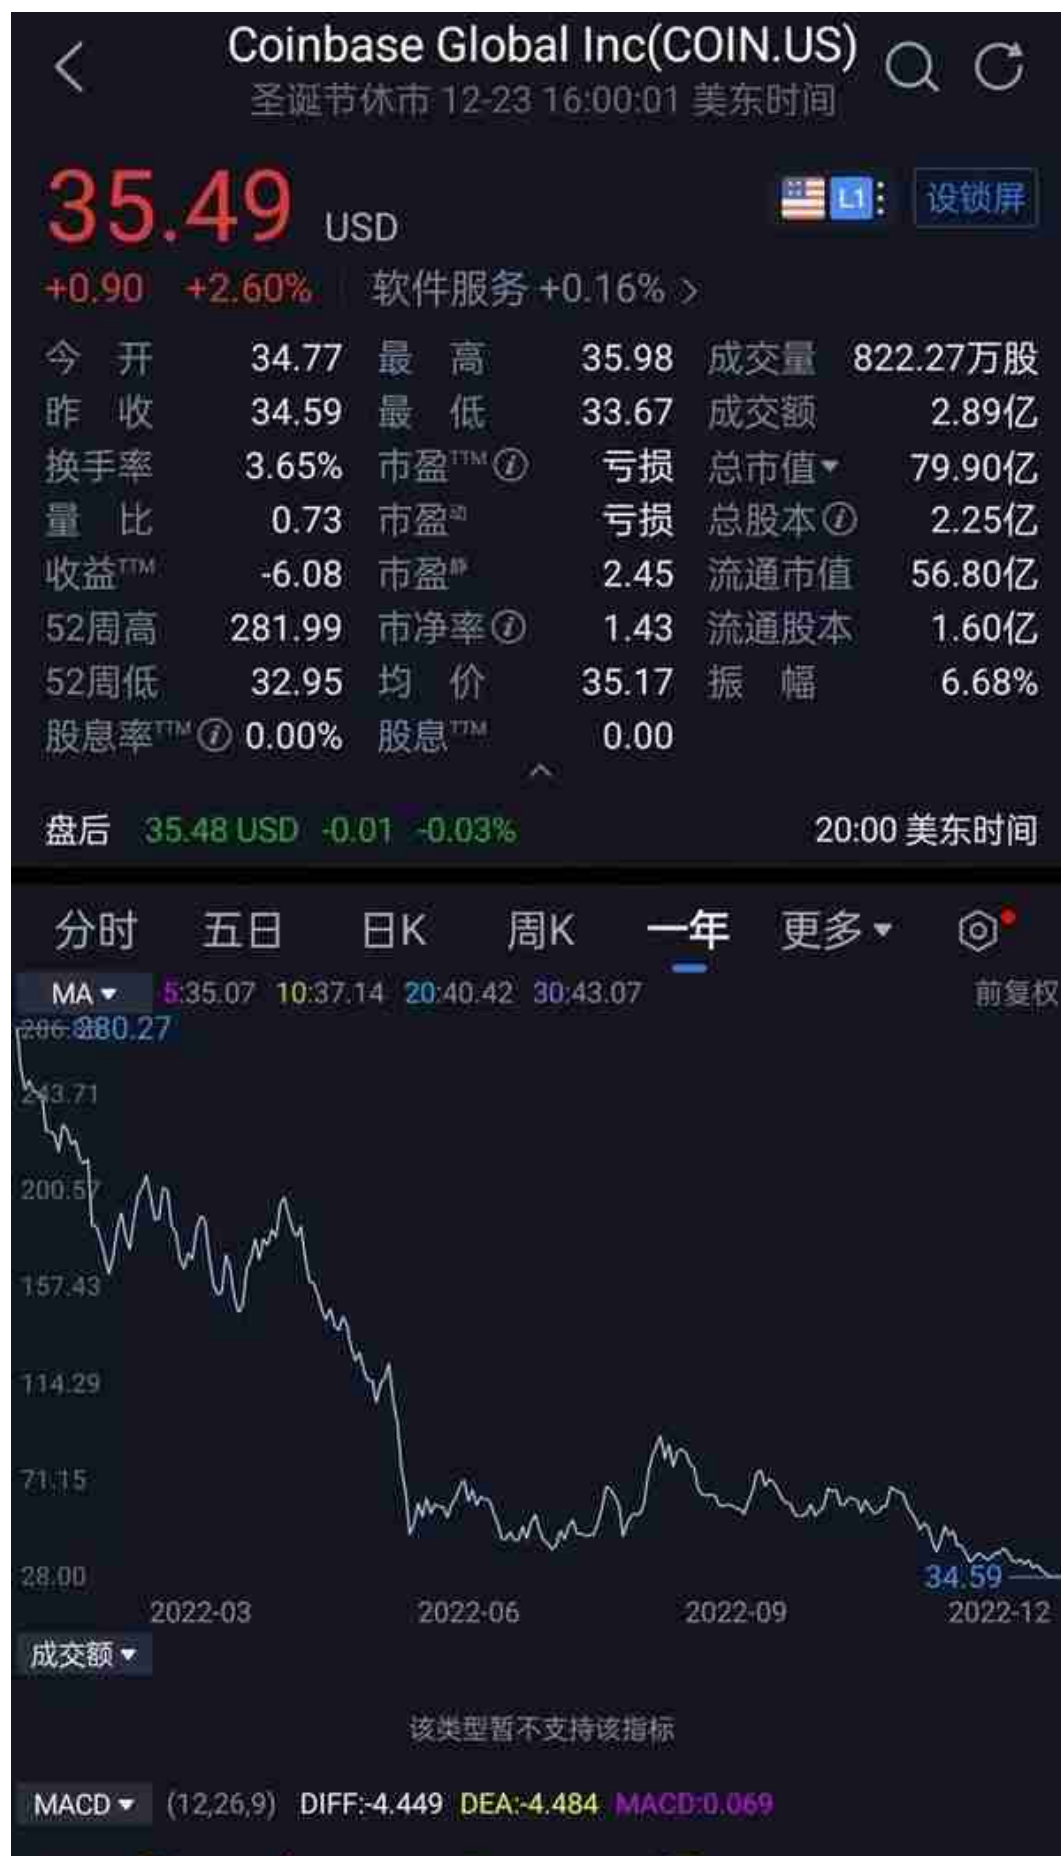 Coinbase Global Inc(COIN.US)
圣诞节休市 12-23 16:00:01 美东时间
35.49 USD
L1
设锁屏
+0.90 +2.60% 软件服务 +0.16% >
今开 34.77 最高 35.98 成交量 822.27万股
昨收 34.59 最低 33.67 成交额 2.89亿
换手率 3.65% 市盈TTM 亏损 总市值 79.90亿
量比 0.73 市盈动 亏损 总股本 2.25亿
收益TTM -6.08 市盈静 2.45 流通市值 56.80亿
52周高 281.99 市净率 1.43 流通股本 1.60亿
52周低 32.95 均价 35.17 振幅 6.68%
股息率TTM 0.00% 股息TTM 0.00
盘后 35.48 USD -0.01 -0.03% 20:00 美东时间
分时 五日 日K 周K 一年 更多
MA 5:35.07 10:37.14 20:40.42 30:43.07 前复权
280.27
243.71
200.57
157.43
114.29
71.15
28.00
34.59
2022-03 2022-06 2022-09 2022-12
成交额
该类型暂不支持该指标
MACD (12,26,9) DIFF:-4.449 DEA:-4.484 MACD:0.069